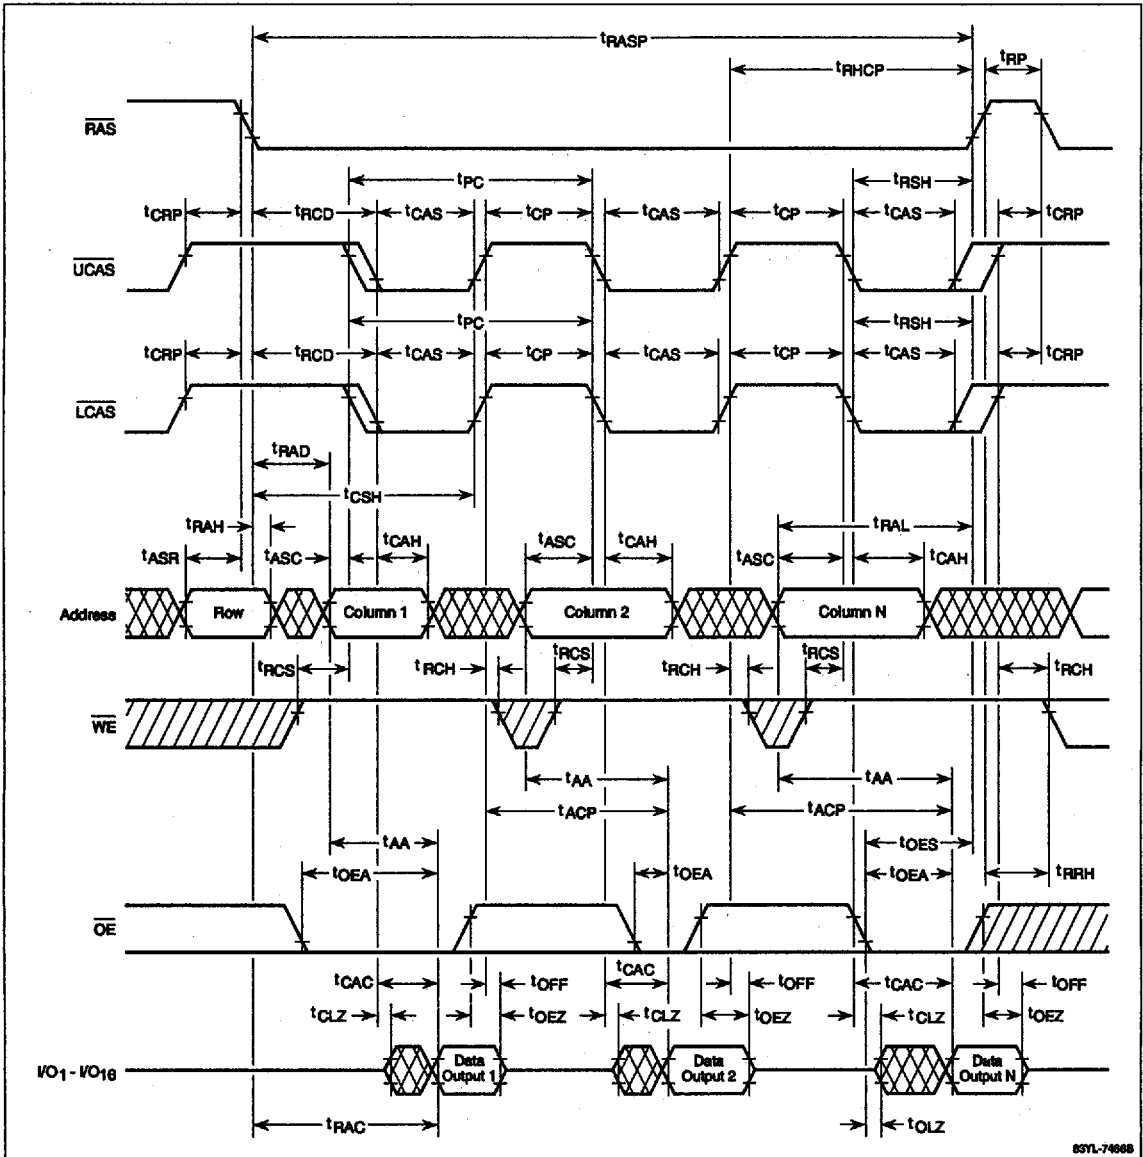 tRASP
tRHCP
tRP
RAS
tPC
tRSH
tCRP
tRCD
tCAS
tCP
tCAS
tCP
tCAS
tCRP
UCAS
tPC
tRSH
tCRP
tRCD
tCAS
tCP
tCAS
tCP
tCAS
tCRP
LCAS
tRAD
tCSH
tRAH
tRAL
tASR
tASC
tCAH
tASC
tCAH
tASC
tCAH
Address
Row
Column 1
Column 2
Column N
tRCS
tRCH
tRCS
tRCH
tRCS
tRCH
WE
tAA
tAA
tACP
tACP
tAA
tOES
tOEA
tOEA
tOEA
tRRH
OE
tCAC
tOFF
tCAC
tOFF
tCAC
tOFF
tCLZ
tOEZ
tCLZ
tOEZ
tCLZ
tOEZ
I/O1 - I/O16
Data Output 1
Data Output 2
Data Output N
tRAC
tOLZ
83YL-7466B